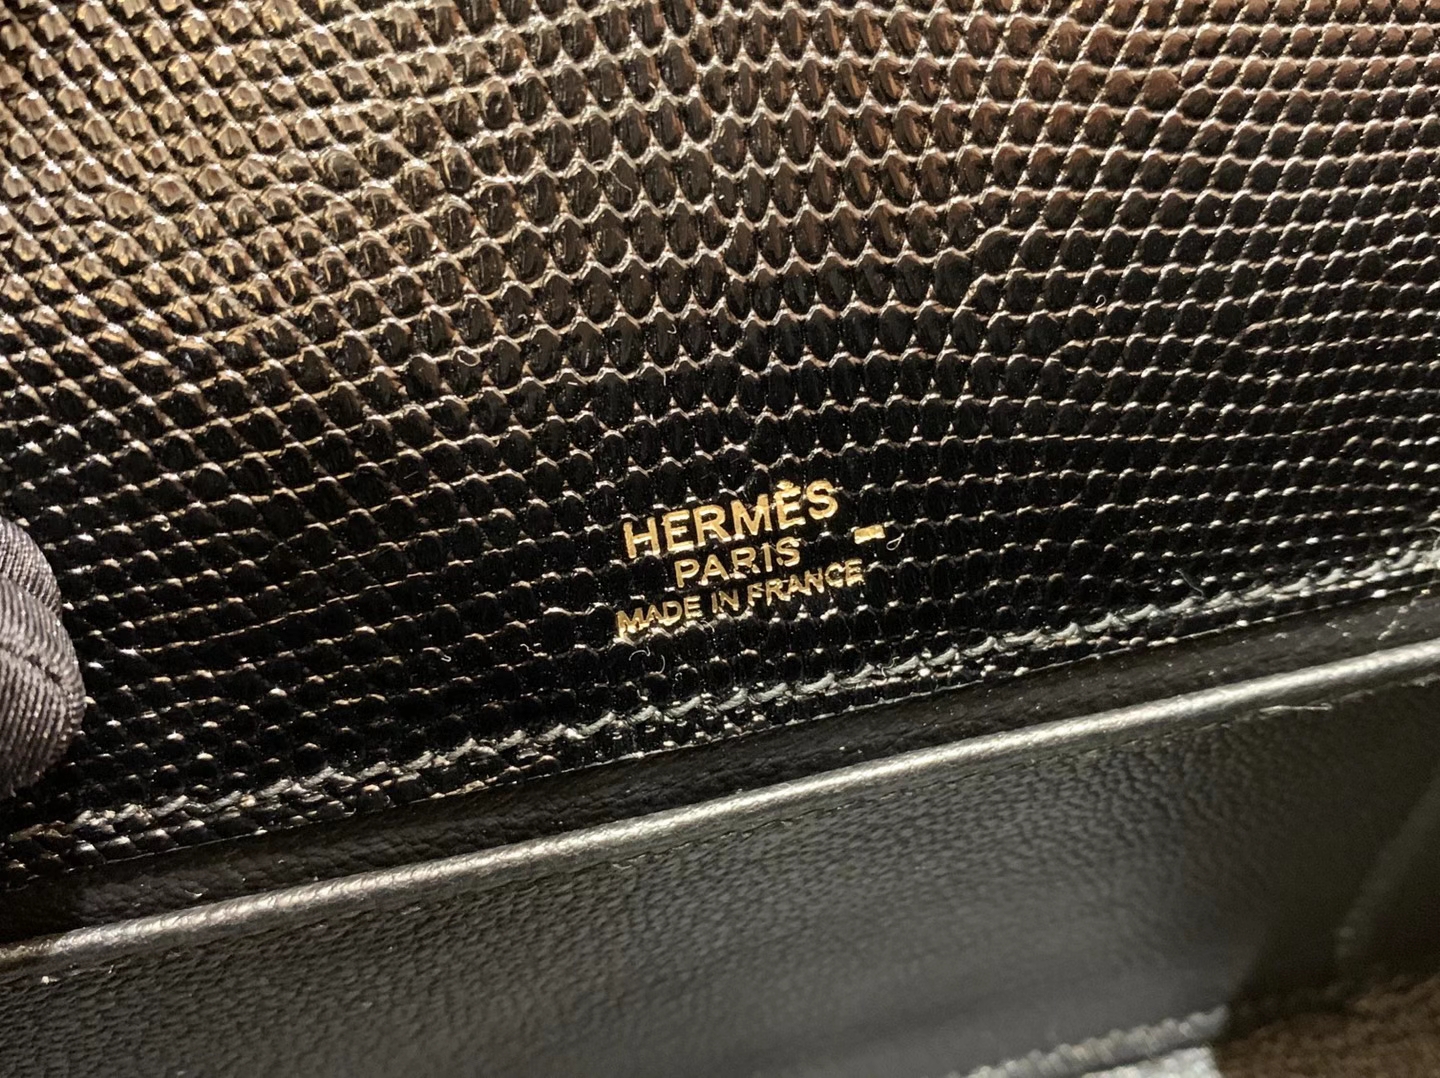 HERMÈS -
PARIS
MADE IN FRANCE